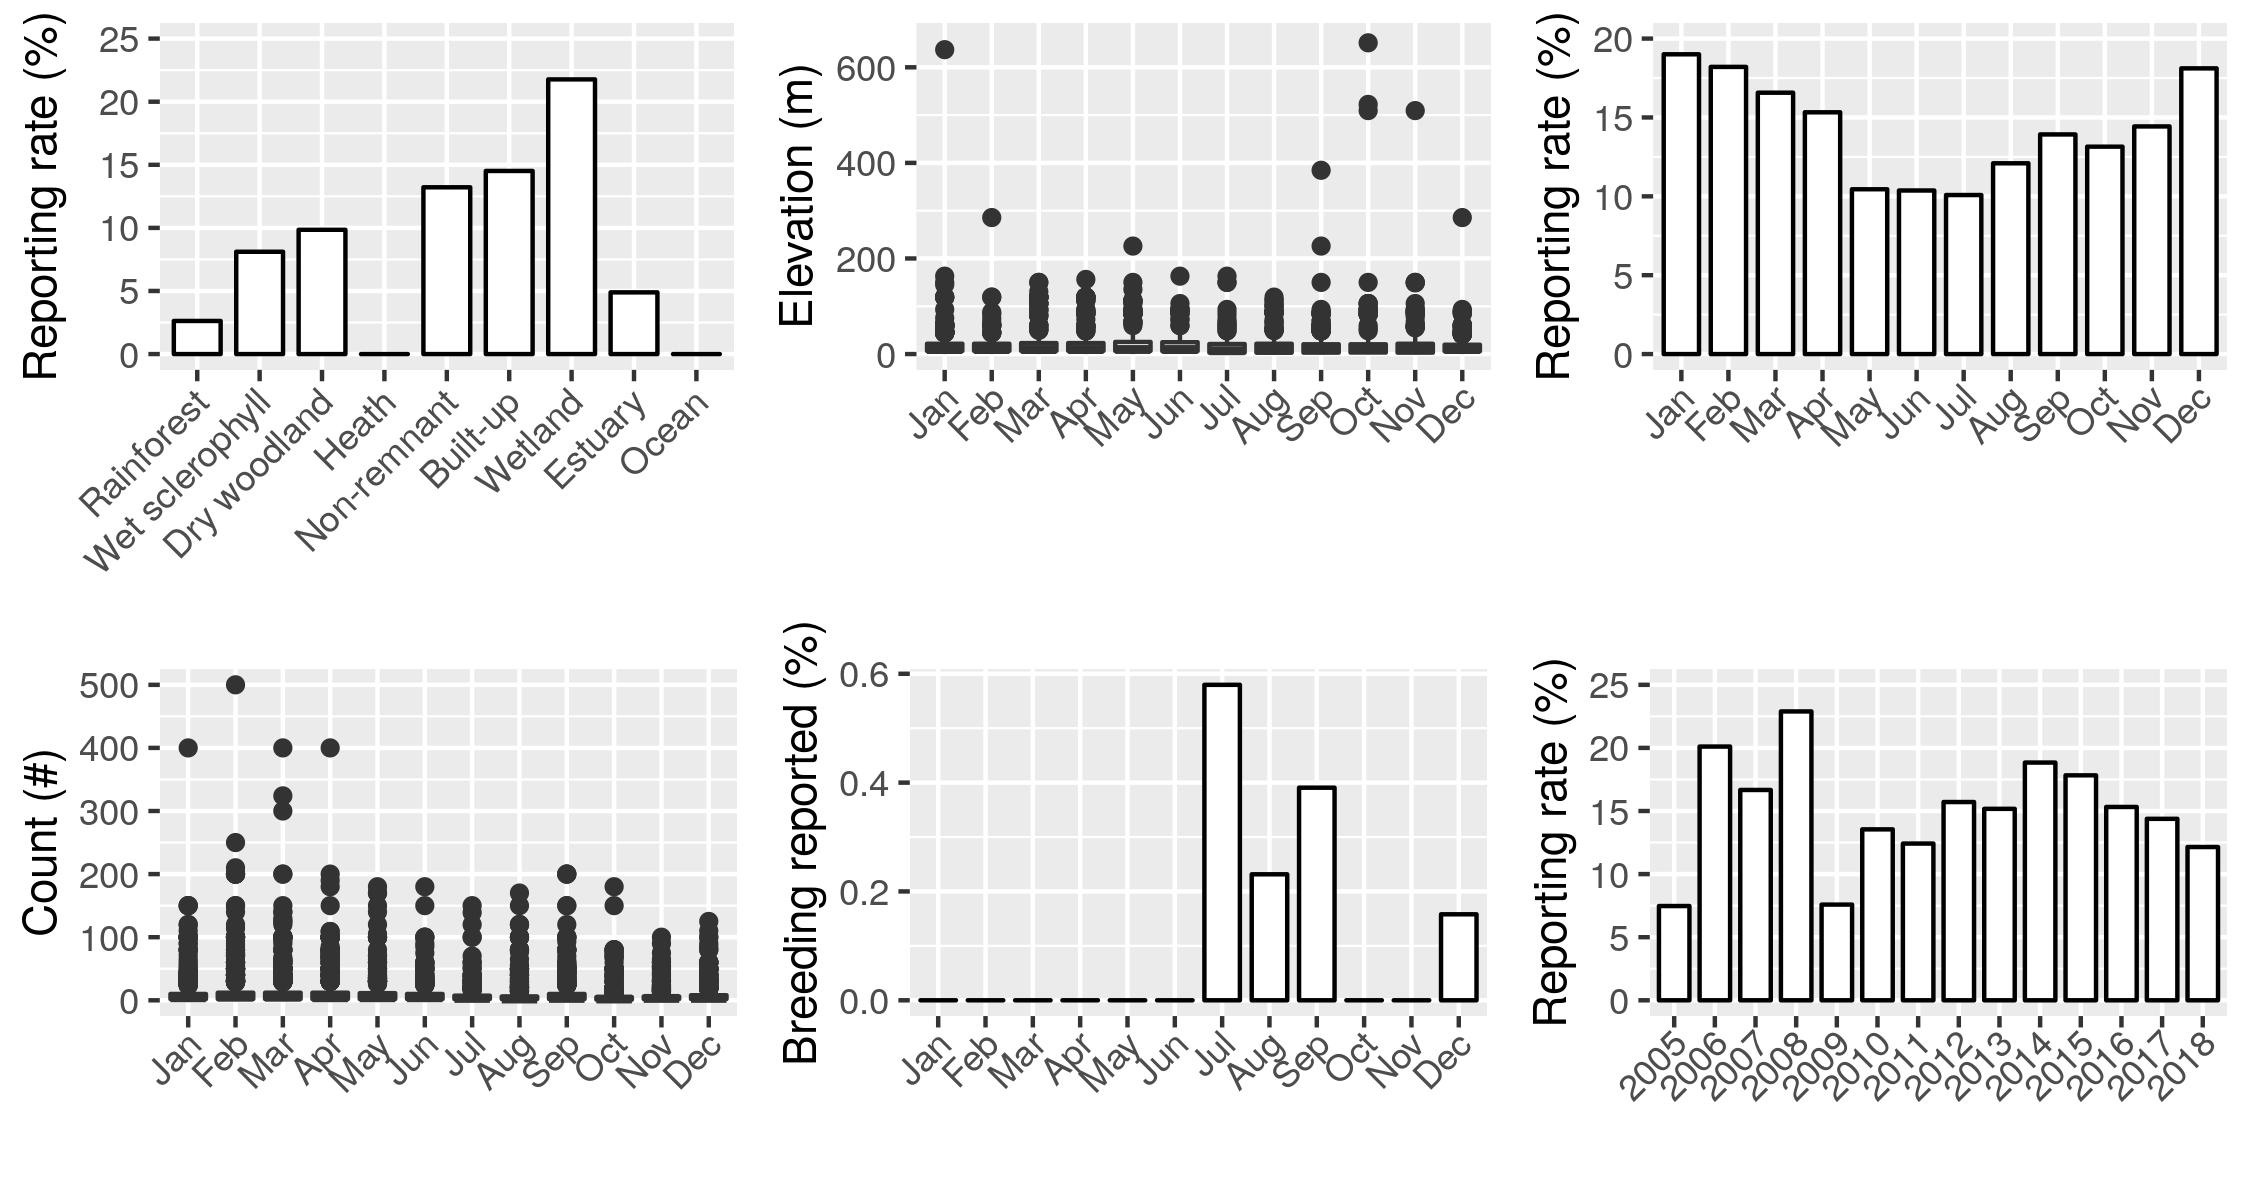 Reporting rate (%)
25
20
15
10
5
0
Rainforest
Wet sclerophyll
Dry woodland
Heath
Non-remnant
Built-up
Wetland
Estuary
Ocean
Elevation (m)
600
400
200
0
Jan
Feb
Mar
Apr
May
Jun
Jul
Aug
Sep
Oct
Nov
Dec
Reporting rate (%)
20
15
10
5
0
Jan
Feb
Mar
Apr
May
Jun
Jul
Aug
Sep
Oct
Nov
Dec
Count (#)
500
400
300
200
100
0
Jan
Feb
Mar
Apr
May
Jun
Jul
Aug
Sep
Oct
Nov
Dec
Breeding reported (%)
0.6
0.4
0.2
0.0
Jan
Feb
Mar
Apr
May
Jun
Jul
Aug
Sep
Oct
Nov
Dec
Reporting rate (%)
25
20
15
10
5
0
2005
2006
2007
2008
2009
2010
2011
2012
2013
2014
2015
2016
2017
2018